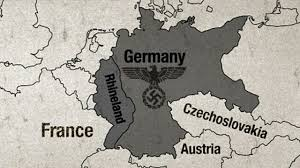 Germany
Rhineland
Czechoslovakia
France
Austria